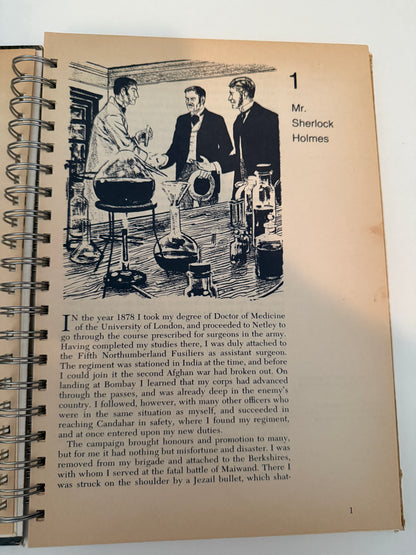 1
Mr.
Sherlock
Holmes
IN the year 1878 I took my degree of Doctor of Medicine
of the University of London, and proceeded to Netley to
go through the course prescribed for surgeons in the army.
Having completed my studies there, I was duly attached to
the Fifth Northumberland Fusiliers as assistant surgeon.
The regiment was stationed in India at the time, and before
I could join it the second Afghan war had broken out. On
landing at Bombay I learned that my corps had advanced
through the passes, and was already deep in the enemy's
country. I followed, however, with many other officers who
were in the same situation as myself, and succeeded in
reaching Candahar in safety, where I found my regiment,
and at once entered upon my new duties.
The campaign brought honours and promotion to many,
but for me it had nothing but misfortune and disaster. I was
removed from my brigade and attached to the Berkshires,
with whom I served at the fatal battle of Maiwand. There I
was struck on the shoulder by a Jezail bullet, which shat-
1